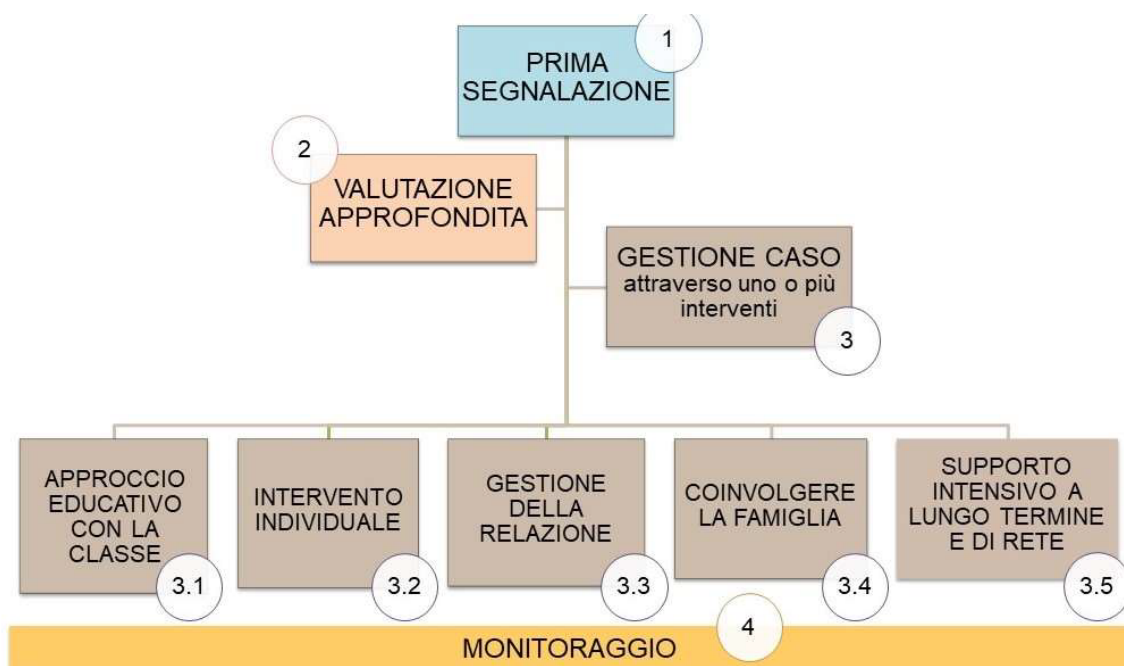 1
PRIMA
SEGNALAZIONE
2
VALUTAZIONE
APPROFONDITA
GESTIONE CASO
attraverso uno o più
interventi
3
APPROCCIO
EDUCATIVO
CON LA
CLASSE
3.1
INTERVENTO
INDIVIDUALE
3.2
GESTIONE
DELLA
RELAZIONE
3.3
COINVOLGERE
LA FAMIGLIA
3.4
SUPPORTO
INTENSIVO A
LUNGO TERMINE
E DI RETE
3.5
4
MONITORAGGIO